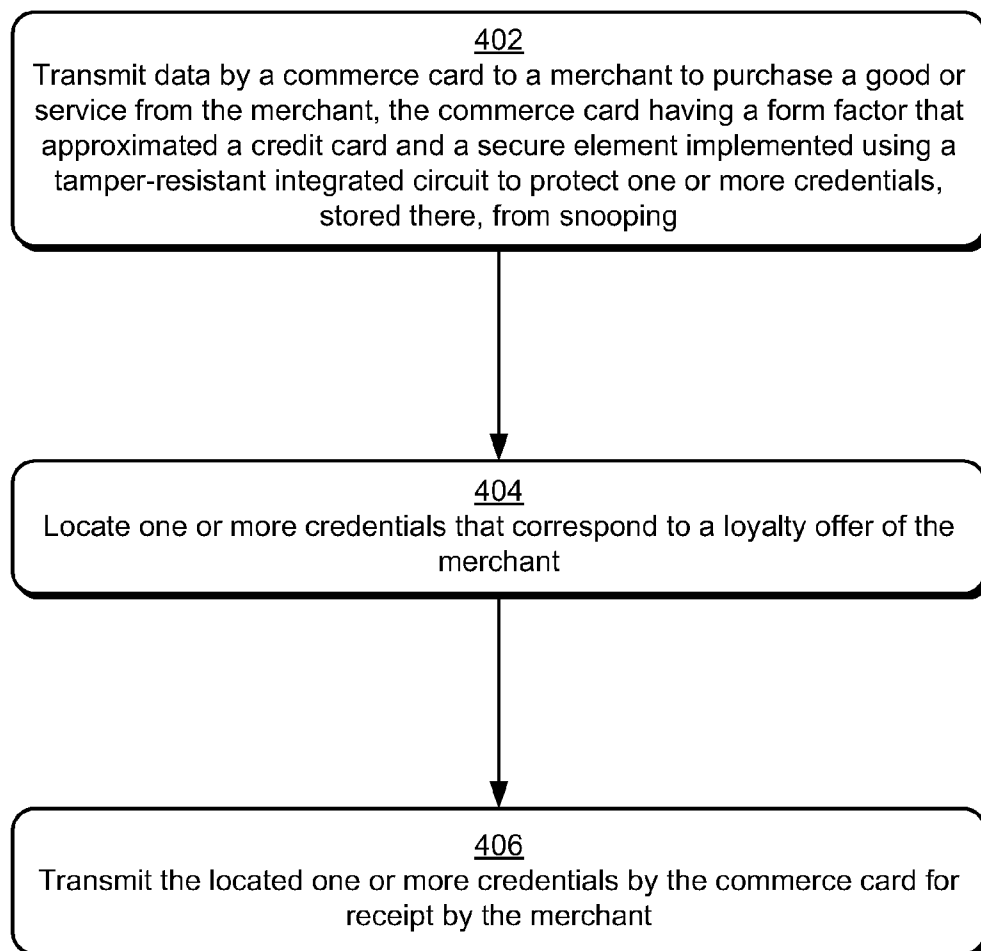 402
Transmit data by a commerce card to a merchant to purchase a good or
service from the merchant, the commerce card having a form factor that
approximated a credit card and a secure element implemented using a
tamper-resistant integrated circuit to protect one or more credentials,
stored there, from snooping
404
Locate one or more credentials that correspond to a loyalty offer of the
merchant
406
Transmit the located one or more credentials by the commerce card for
receipt by the merchant